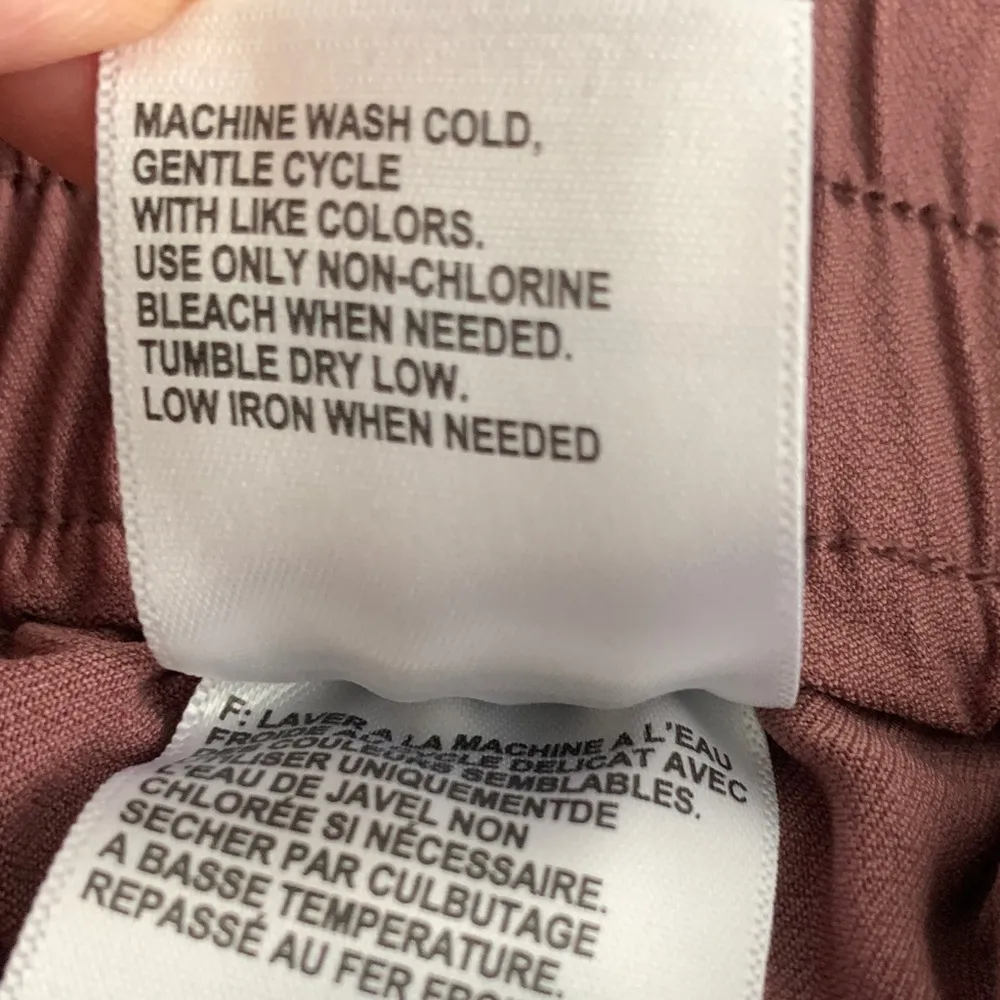 MACHINE WASH COLD,
GENTLE CYCLE
WITH LIKE COLORS.
USE ONLY NON-CHLORINE
BLEACH WHEN NEEDED.
TUMBLE DRY LOW.
LOW IRON WHEN NEEDED
F: LAVER A LA MACHINE A L'EAU
FROIDE DELICAT AVEC
DES COULEURS SEMBLABLES.
UTILISER UNIQUEMENTDE
L'EAU DE JAVEL NON
CHLORÉE SI NÉCESSAIRE.
SECHER PAR CULBUTAGE
A BASSE TEMPERATURE.
REPASSÉ AU FER